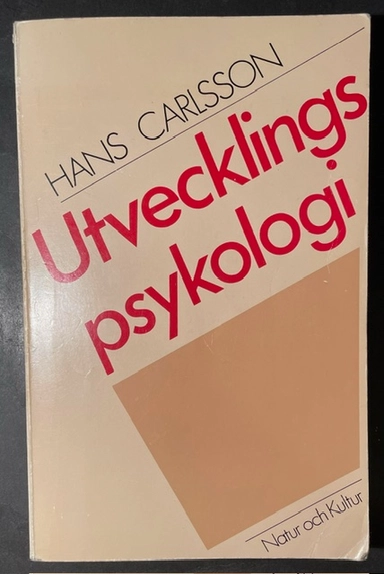 HANS CARLSSON
Utvecklings
psykologi
Natur och Kultur